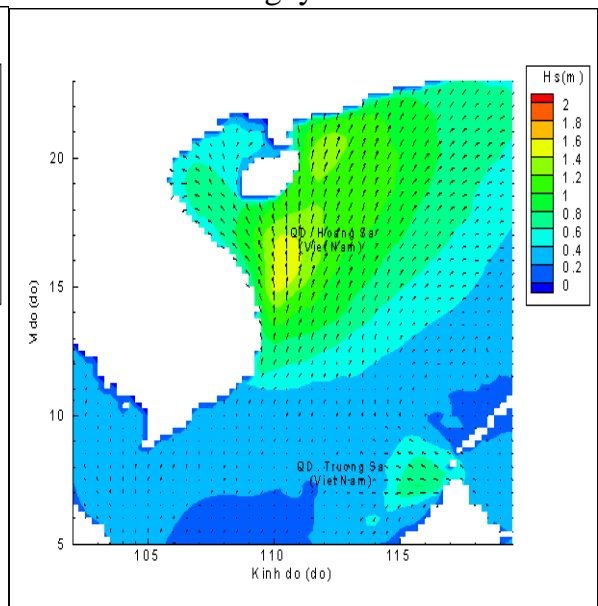 Hs(m)
2
1.8
1.6
1.4
1.2
1
0.8
0.6
0.4
0.2
0
20
15
10
5
Vi do (do)
QD. Hoang Sa
(Viet Nam)
QD. Truong Sa
(Viet Nam)
105
110
115
Kinh do (do)